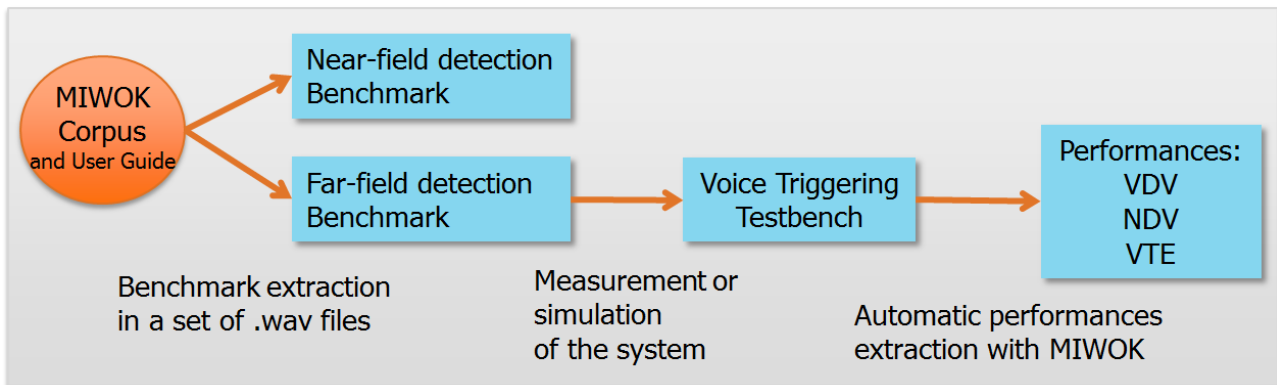 MIWOK
Corpus
and User Guide
Near-field detection
Benchmark
Far-field detection
Benchmark
Voice Triggering
Testbench
Performances:
VDV
NDV
VTE
Benchmark extraction
in a set of .wav files
Measurement or
simulation
of the system
Automatic performances
extraction with MIWOK